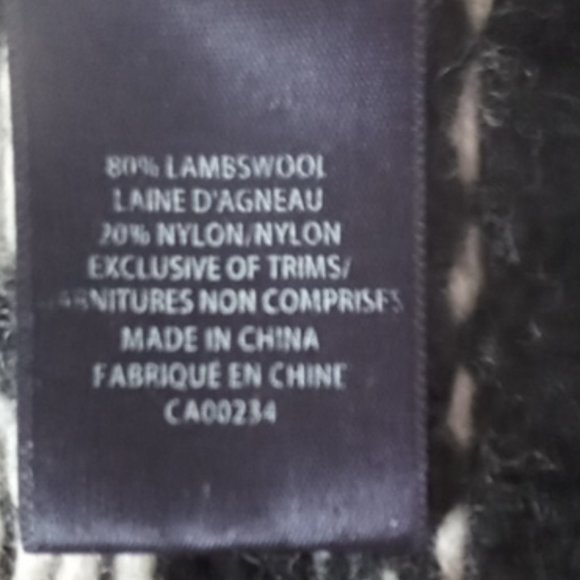 80% LAMBSWOOL
LAINE D'AGNEAU
20% NYLON/NYLON
EXCLUSIVE OF TRIMS/
GARNITURES NON COMPRISES
MADE IN CHINA
FABRIQUÉ EN CHINE
CA00234